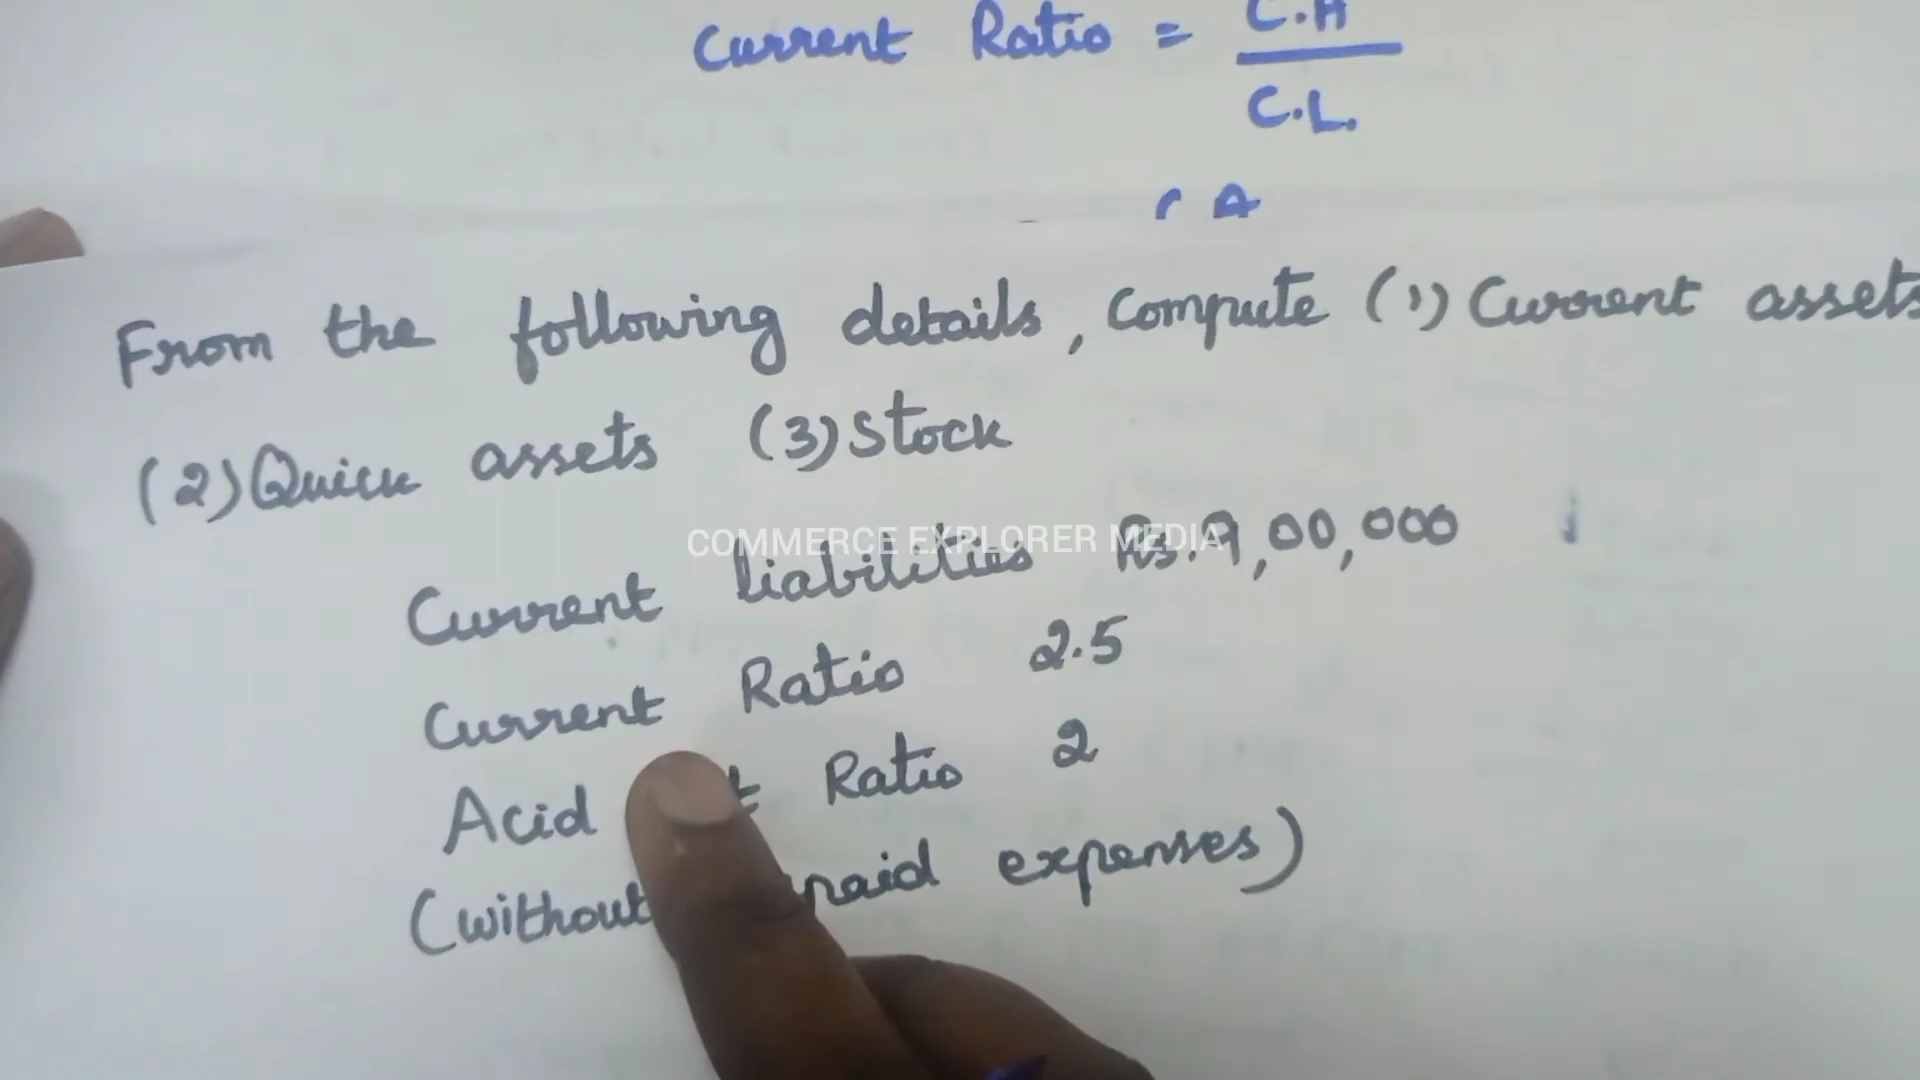 Current Ratio = C.A
C.L.
C A
From the following details, Compute (1) Current assets
(2) Quick assets (3) Stock
Current liabilities Rs. 9,00,000
Current Ratio 2.5
Acid Ratio 2
(without expenses)
COMMERCE EXPLORER MEDIA